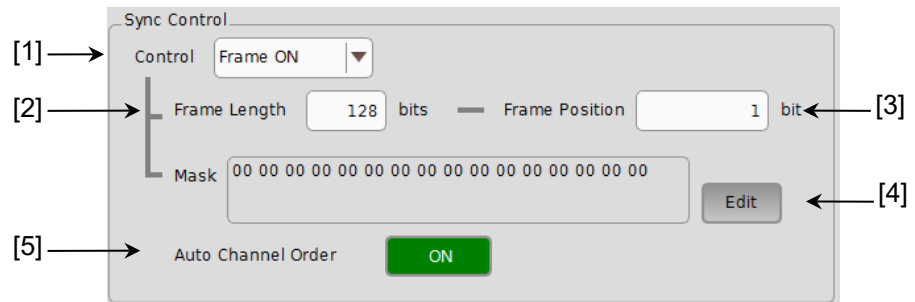 Sync Control
[1] Control Frame ON
[2] Frame Length 128 bits Frame Position 1 bit [3]
Mask 00 00 00 00 00 00 00 00 00 00 00 00 00 00 00 00
Edit [4]
[5] Auto Channel Order ON